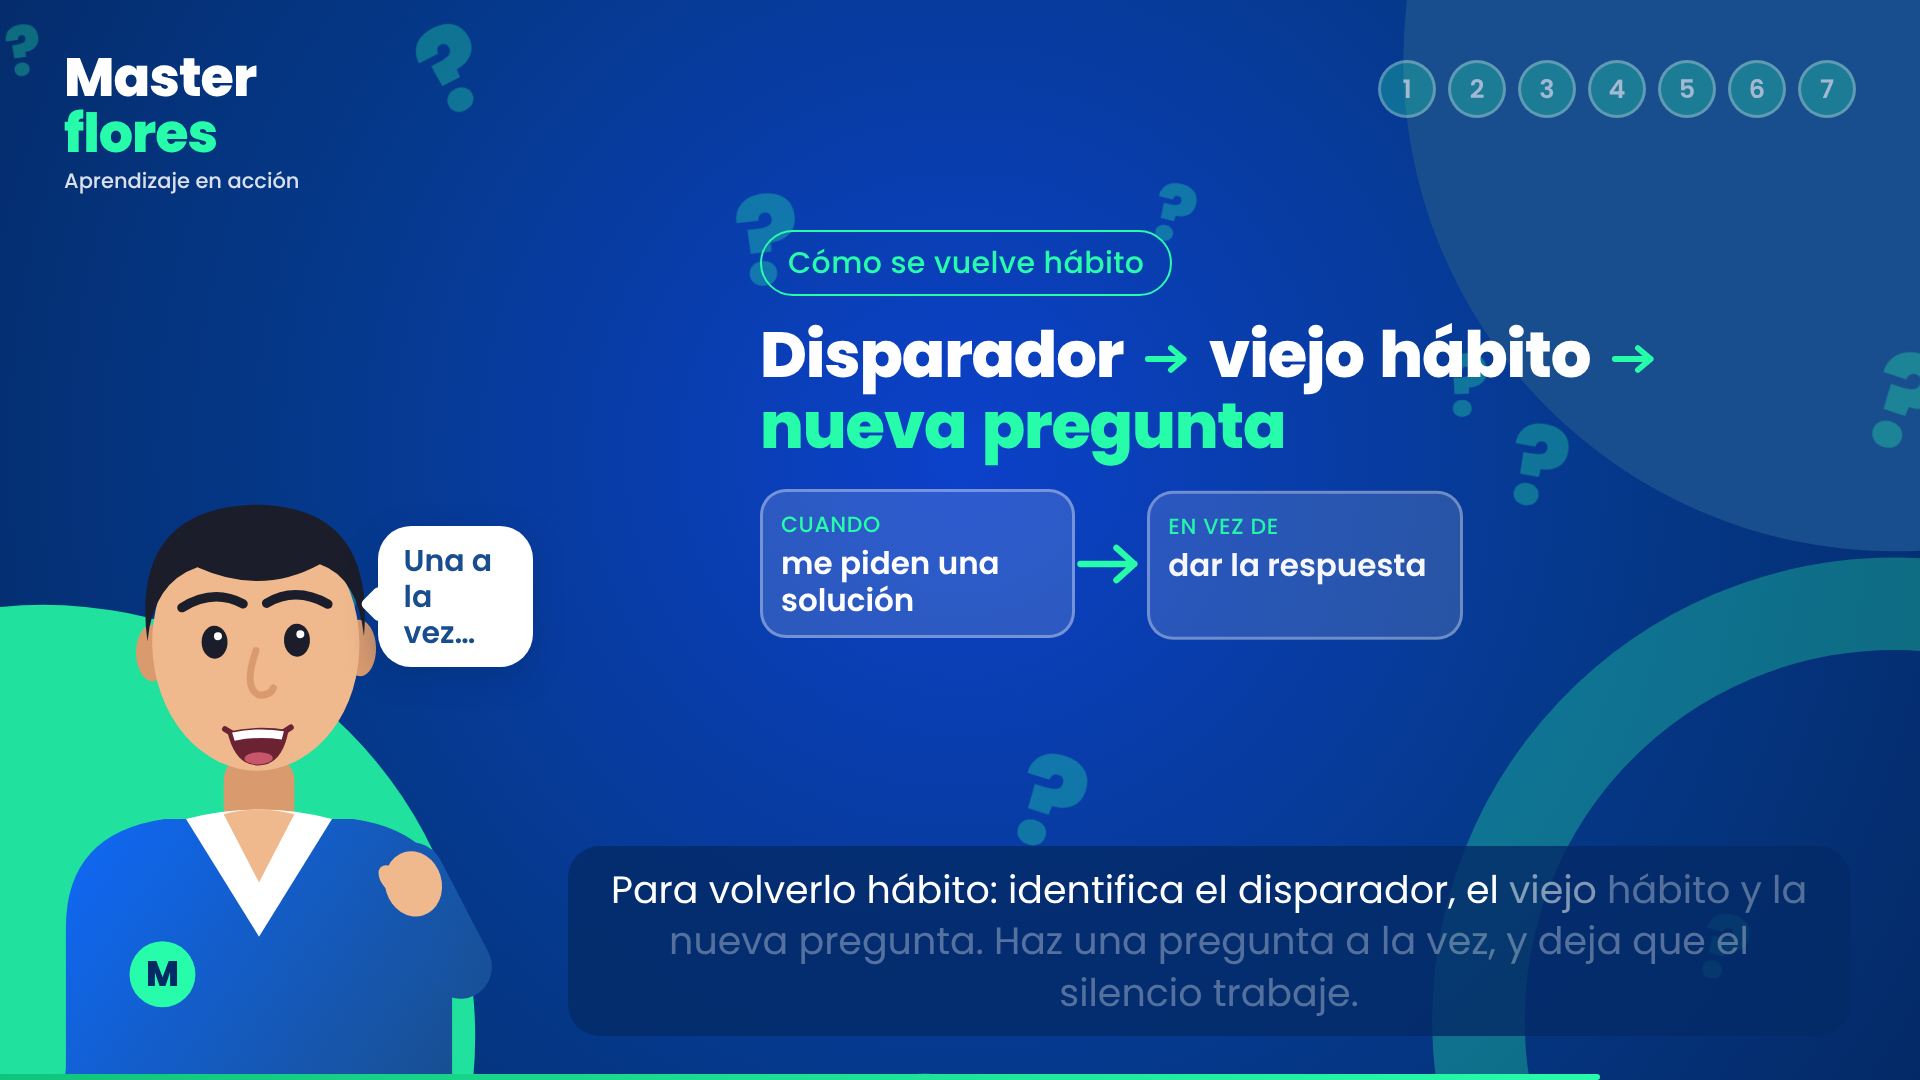 Master
flores
Aprendizaje en acción
1 2 3 4 5 6 7
Cómo se vuelve hábito
Disparador → viejo hábito →
nueva pregunta
CUANDO
me piden una
solución
→
EN VEZ DE
dar la respuesta
Una a
la
vez...
M
Para volverlo hábito: identifica el disparador, el viejo hábito y la
nueva pregunta. Haz una pregunta a la vez, y deja que el
silencio trabaje.